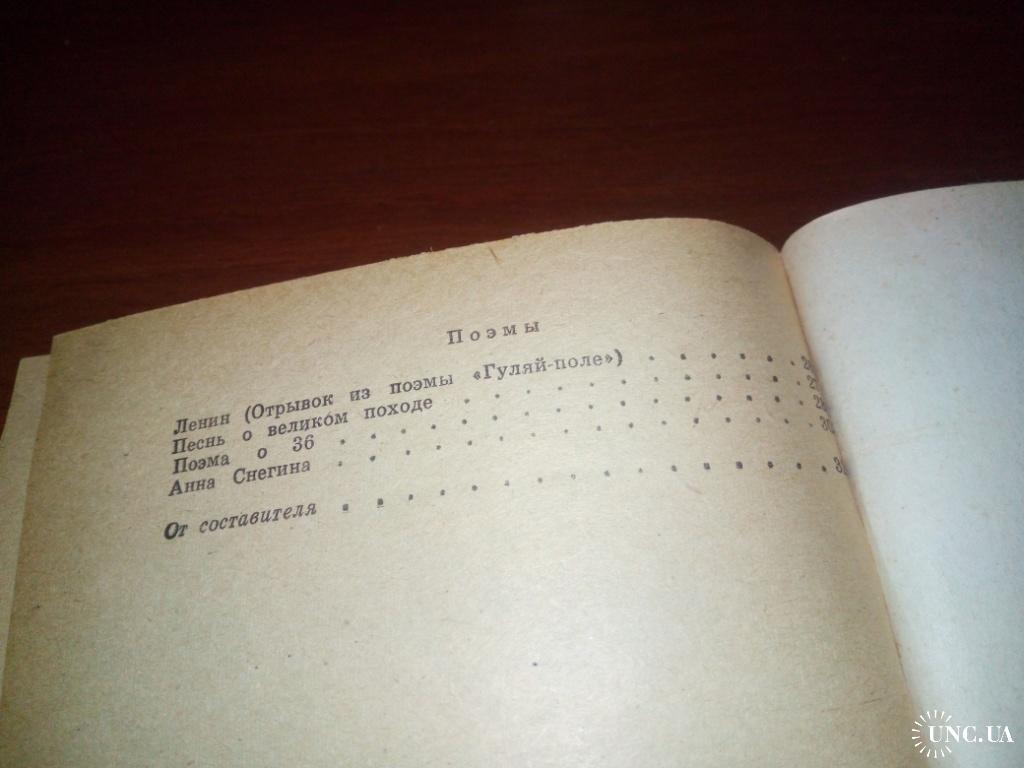 Поэмы
Ленин (Отрывок из поэмы «Гуляй-поле») . . . . . .
Песнь о великом походе . . . . . . . . . .
Поэма о 36 . . . . . . . . . . . . .
Анна Снегина . . . . . . . . . . . . .
От составителя . . . . . . . . . . . . . .
UNC.UA